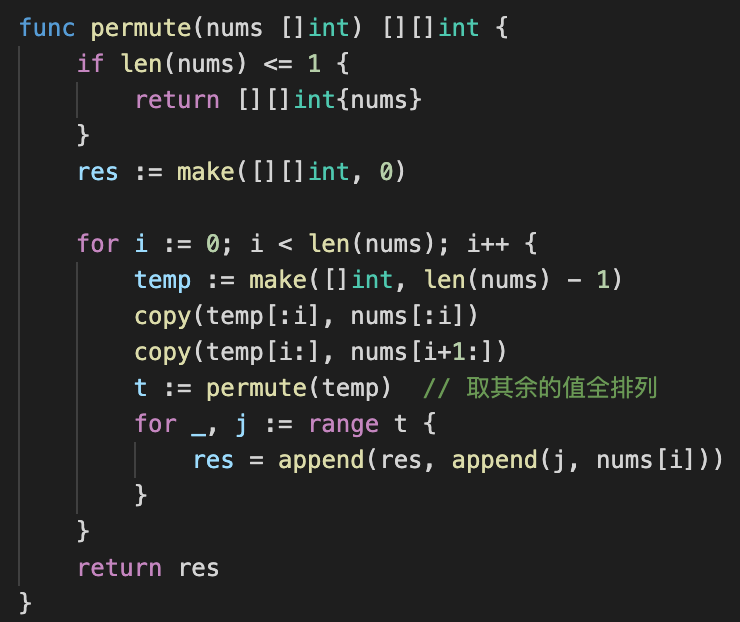 func permute(nums []int) [][]int {
    if len(nums) <= 1 {
        return [][]int{nums}
    }
    res := make([][]int, 0)

    for i := 0; i < len(nums); i++ {
        temp := make([]int, len(nums) - 1)
        copy(temp[:i], nums[:i])
        copy(temp[i:], nums[i+1:])
        t := permute(temp)  // 取其余的值全排列
        for _, j := range t {
            res = append(res, append(j, nums[i]))
        }
    }
    return res
}